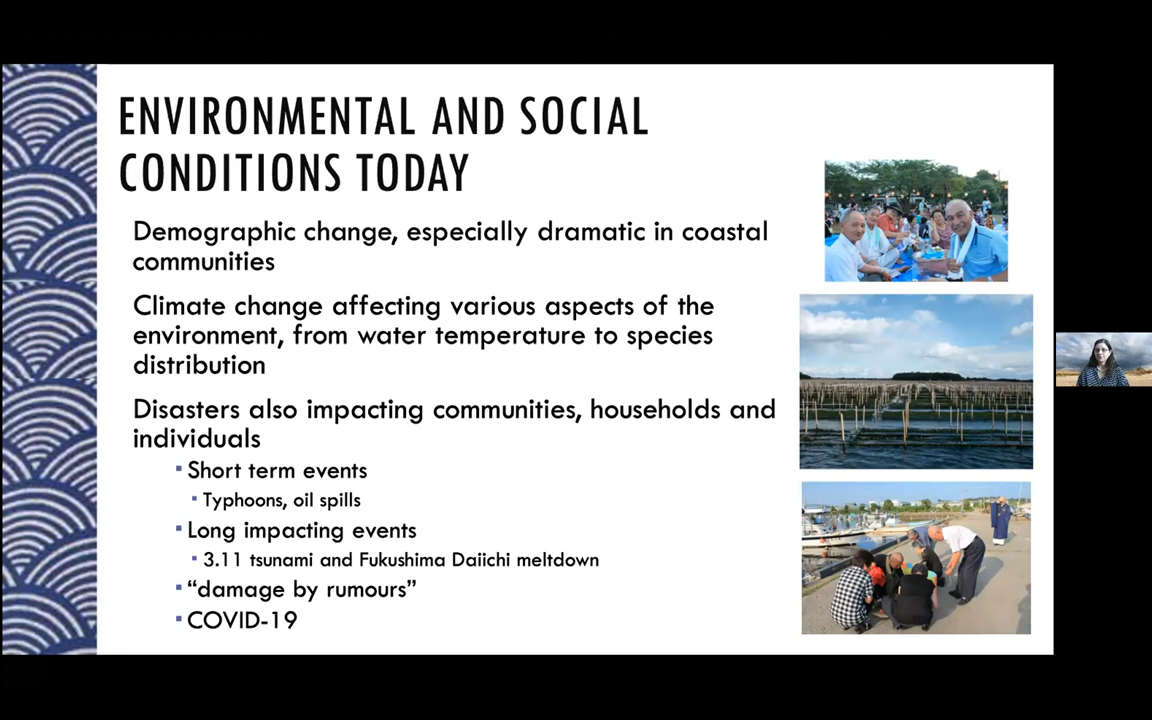 ENVIRONMENTAL AND SOCIAL
CONDITIONS TODAY
Demographic change, especially dramatic in coastal
communities
Climate change affecting various aspects of the
environment, from water temperature to species
distribution
Disasters also impacting communities, households and
individuals
▪Short term events
▪Typhoons, oil spills
▪Long impacting events
▪3.11 tsunami and Fukushima Daiichi meltdown
▪“damage by rumours”
▪COVID-19